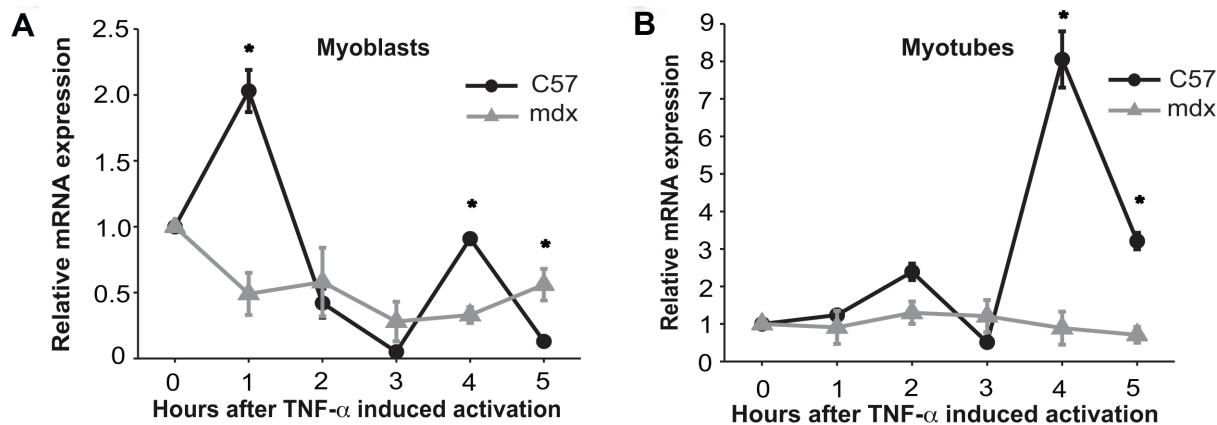 A
Myoblasts
*
*
*
C57
mdx
Relative mRNA expression
2.5
2.0
1.5
1.0
0.5
0
0 1 2 3 4 5
Hours after TNF-α induced activation
B
Myotubes
*
*
C57
mdx
Relative mRNA expression
9
8
7
6
5
4
3
2
1
0
0 1 2 3 4 5
Hours after TNF-α induced activation